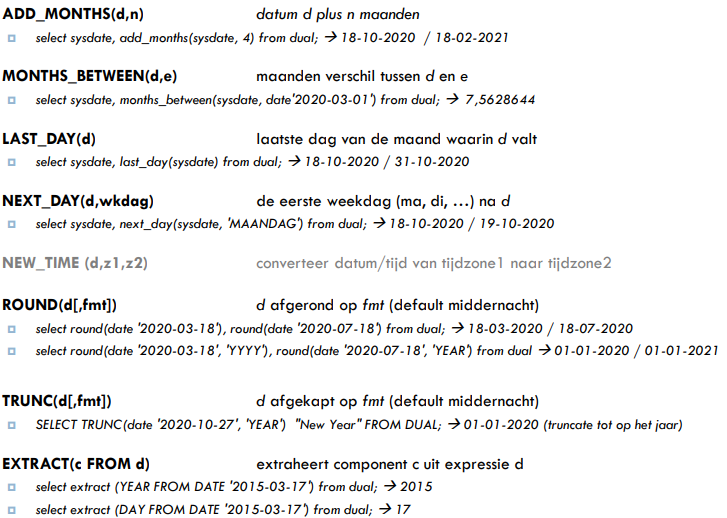 ADD_MONTHS(d,n) datum d plus n maanden
select sysdate, add_months(sysdate, 4) from dual; → 18-10-2020 / 18-02-2021
MONTHS_BETWEEN(d,e) maanden verschil tussen d en e
select sysdate, months_between(sysdate, date'2020-03-01') from dual; → 7,5628644
LAST_DAY(d) laatste dag van de maand waarin d valt
select sysdate, last_day(sysdate) from dual; → 18-10-2020 / 31-10-2020
NEXT_DAY(d,wkdag) de eerste weekdag (ma, di, …) na d
select sysdate, next_day(sysdate, 'MAANDAG') from dual; → 18-10-2020 / 19-10-2020
NEW_TIME (d,z1,z2) converteer datum/tijd van tijdzone1 naar tijdzone2
ROUND(d[,fmt]) d afgerond op fmt (default middernacht)
select round(date '2020-03-18'), round(date '2020-07-18') from dual; → 18-03-2020 / 18-07-2020
select round(date '2020-03-18', 'YYYY'), round(date '2020-07-18', 'YEAR') from dual → 01-01-2020 / 01-01-2021
TRUNC(d[,fmt]) d afgekapt op fmt (default middernacht)
SELECT TRUNC(date '2020-10-27', 'YEAR') "New Year" FROM DUAL; → 01-01-2020 (truncate tot op het jaar)
EXTRACT(c FROM d) extraheert component c uit expressie d
select extract (YEAR FROM DATE '2015-03-17') from dual; → 2015
select extract (DAY FROM DATE '2015-03-17') from dual; → 17